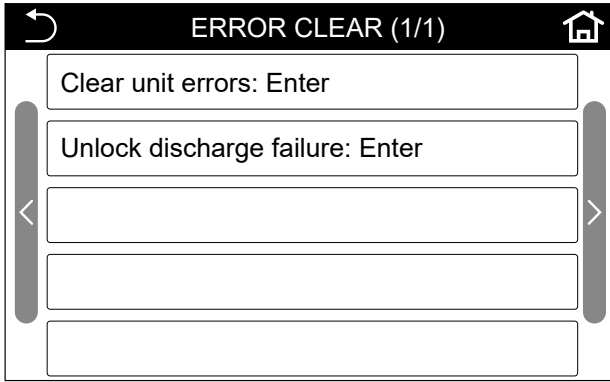 ERROR CLEAR (1/1)
Clear unit errors: Enter
Unlock discharge failure: Enter